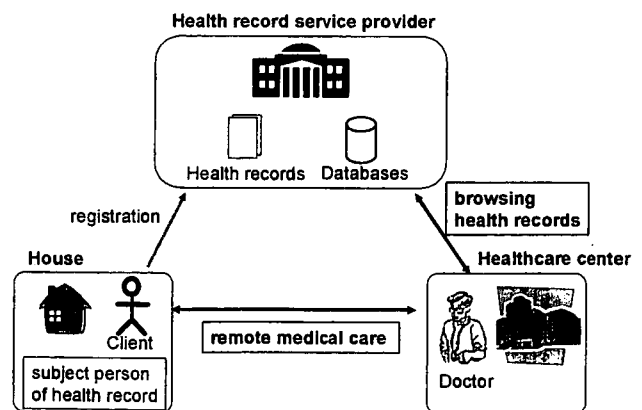 Health record service provider
Health records
Databases
registration
browsing
health records
House
Healthcare center
Client
remote medical care
subject person
of health record
Doctor